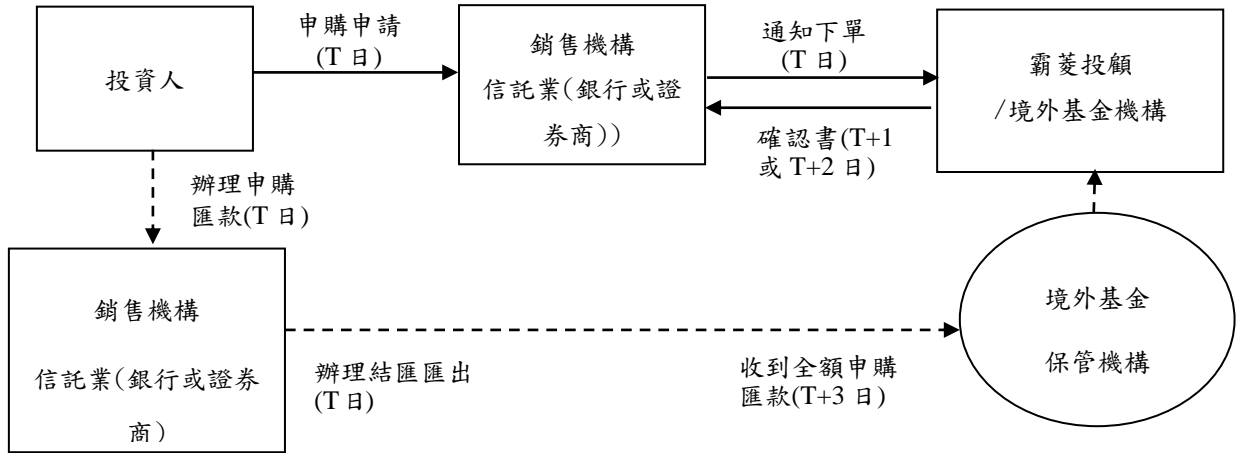 投資人
申購申請
(T 日)
銷售機構
信託業(銀行或證
券商))
通知下單
(T 日)
確認書(T+1
或 T+2 日)
霸菱投顧
/境外基金機構
辦理申購
匯款(T 日)
銷售機構
信託業(銀行或證券
商)
辦理結匯匯出
(T 日)
收到全額申購
匯款(T+3 日)
境外基金
保管機構